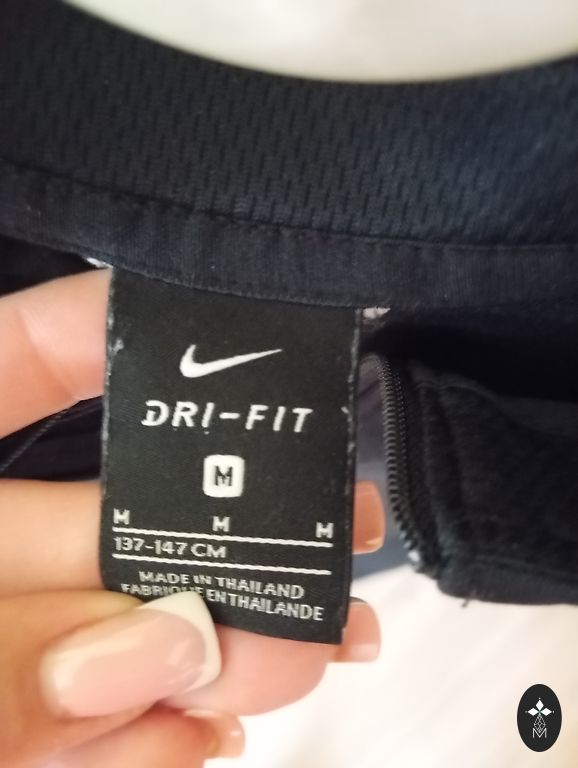 DRI-FIT
M
M M M
137-147 CM
MADE IN THAILAND
FABRIQUE EN THAILANDE
M